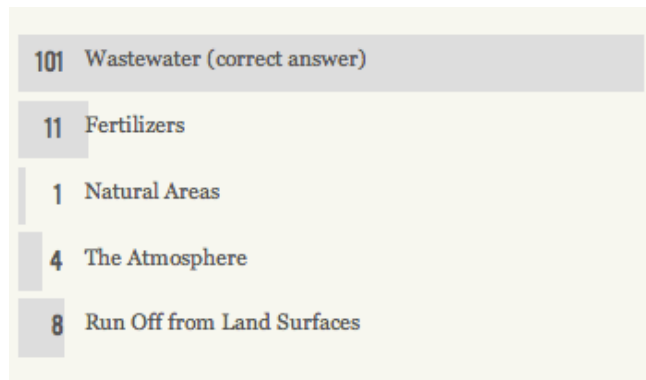 101 Wastewater (correct answer)
11 Fertilizers
1 Natural Areas
4 The Atmosphere
8 Run Off from Land Surfaces